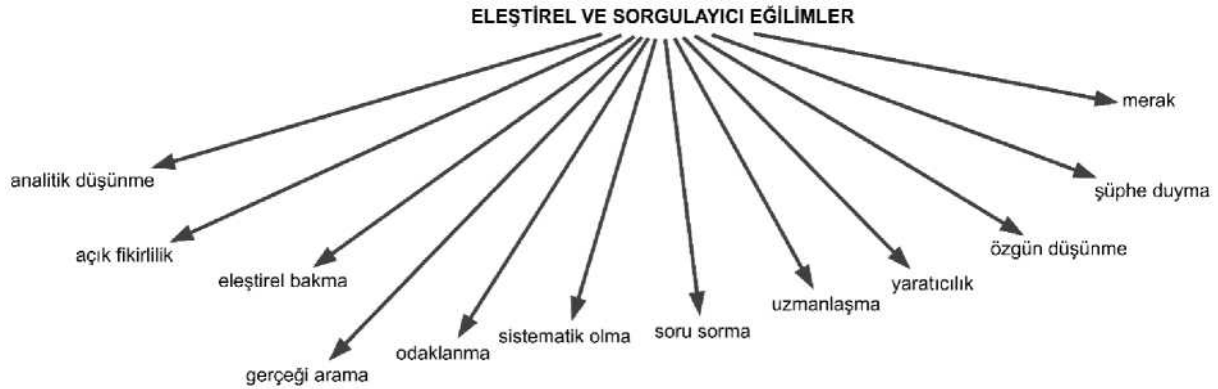 ELEŞTİREL VE SORGULAYICI EĞİLİMLER
analitik düşünme
açık fikirlilik
eleştirel bakma
gerçeği arama
odaklanma
sistematik olma
soru sorma
uzmanlaşma
yaratıcılık
özgün düşünme
şüphe duyma
merak